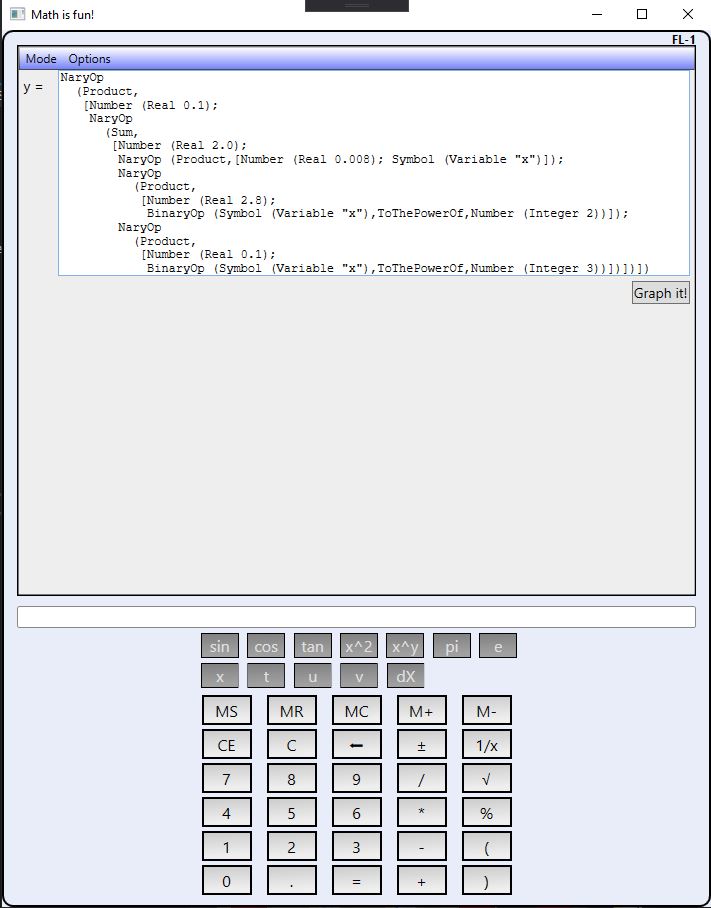 Math is fun!
FL-1
Mode Options
y =
NaryOp
(Product,
[Number (Real 0.1);
NaryOp
(Sum,
[Number (Real 2.0);
NaryOp (Product,[Number (Real 0.008); Symbol (Variable "x")]);
NaryOp
(Product,
[Number (Real 2.8);
BinaryOp (Symbol (Variable "x"),ToThePowerOf,Number (Integer 2))]);
NaryOp
(Product,
[Number (Real 0.1);
BinaryOp (Symbol (Variable "x"),ToThePowerOf,Number (Integer 3))])])])
Graph it!
sin cos tan x^2 x^y pi e
x t u v dX
MS MR MC M+ M-
CE C ← ± 1/x
7 8 9 / √
4 5 6 * %
1 2 3 - (
0 . = + )